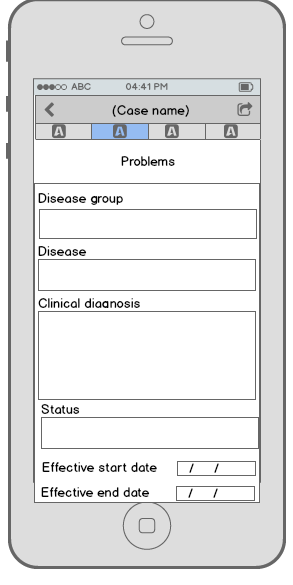 ABC 04:41 PM
(Case name)
A A A A
Problems
Disease group
Disease
Clinical diagnosis
Status
Effective start date / /
Effective end date / /